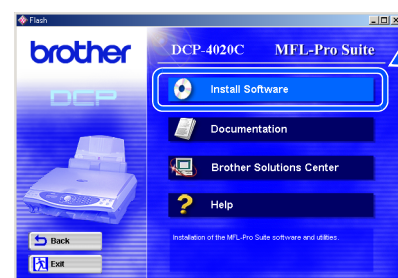 Flash
brother
DCP-4020C MFL-Pro Suite
DCP
Install Software
Documentation
Brother Solutions Center
? Help
Installation of the MFL-Pro Suite software and utilities.
Back
Exit